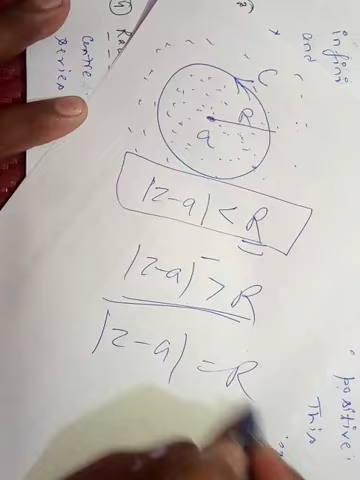 C
R
a
|z-a| < R
|z-a| > R
|z-a| = R
infini
and
positive.
This
Centre
Series